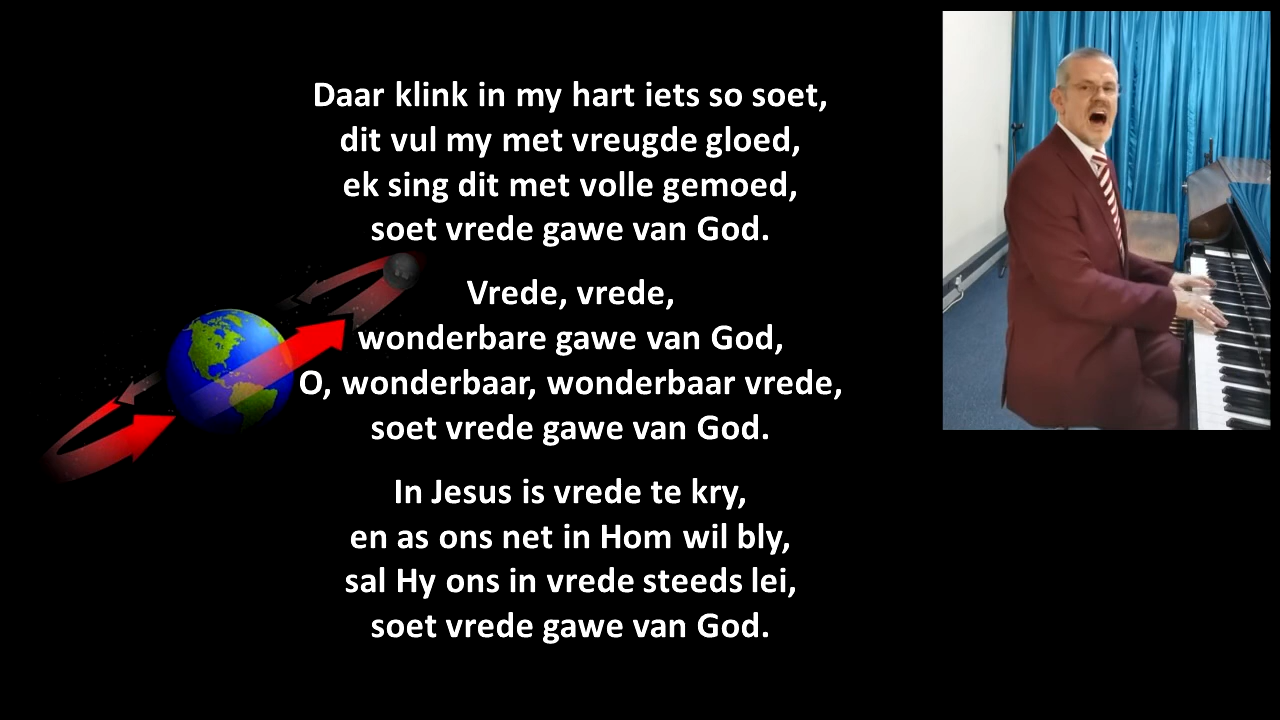 Daar klink in my hart iets so soet,
dit vul my met vreugde gloed,
ek sing dit met volle gemoed,
soet vrede gawe van God.
Vrede, vrede,
wonderbare gawe van God,
O, wonderbaar, wonderbaar vrede,
soet vrede gawe van God.
In Jesus is vrede te kry,
en as ons net in Hom wil bly,
sal Hy ons in vrede steeds lei,
soet vrede gawe van God.